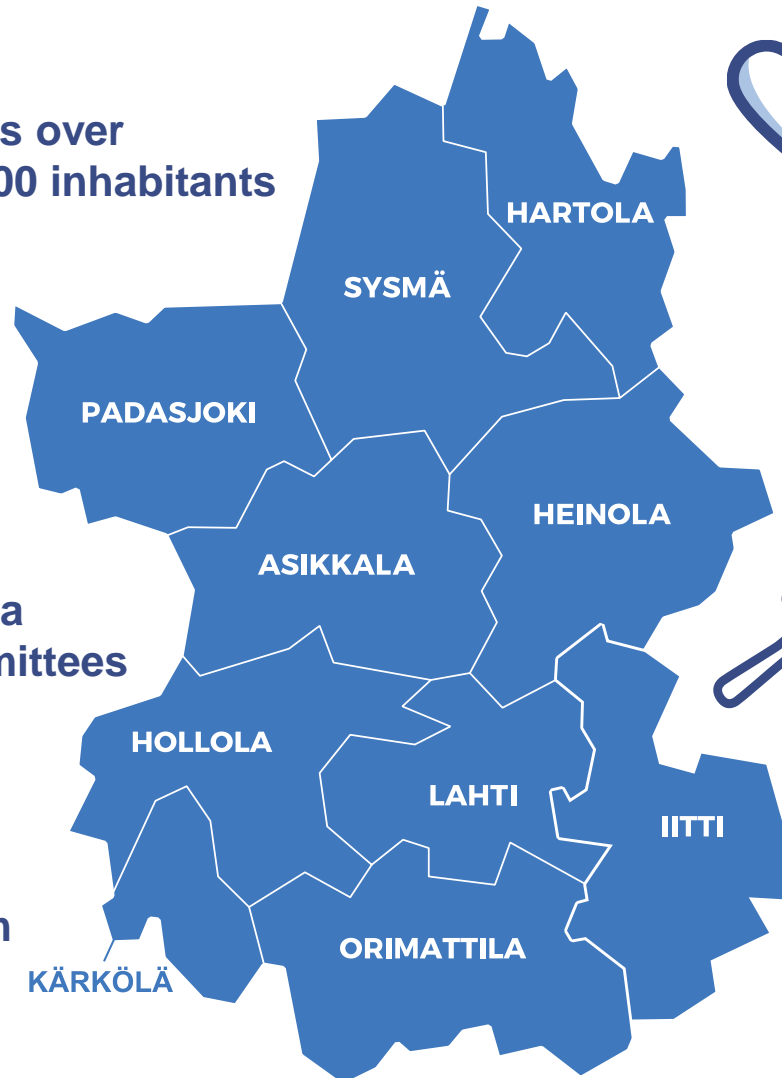 s over
00 inhabitants
HARTOLA
SYSMÄ
PADASJOKI
HEINOLA
ASIKKALA
a
mittees
HOLLOLA
LAHTI
IITTI
n
ORIMATTILA
KÄRKÖLÄ